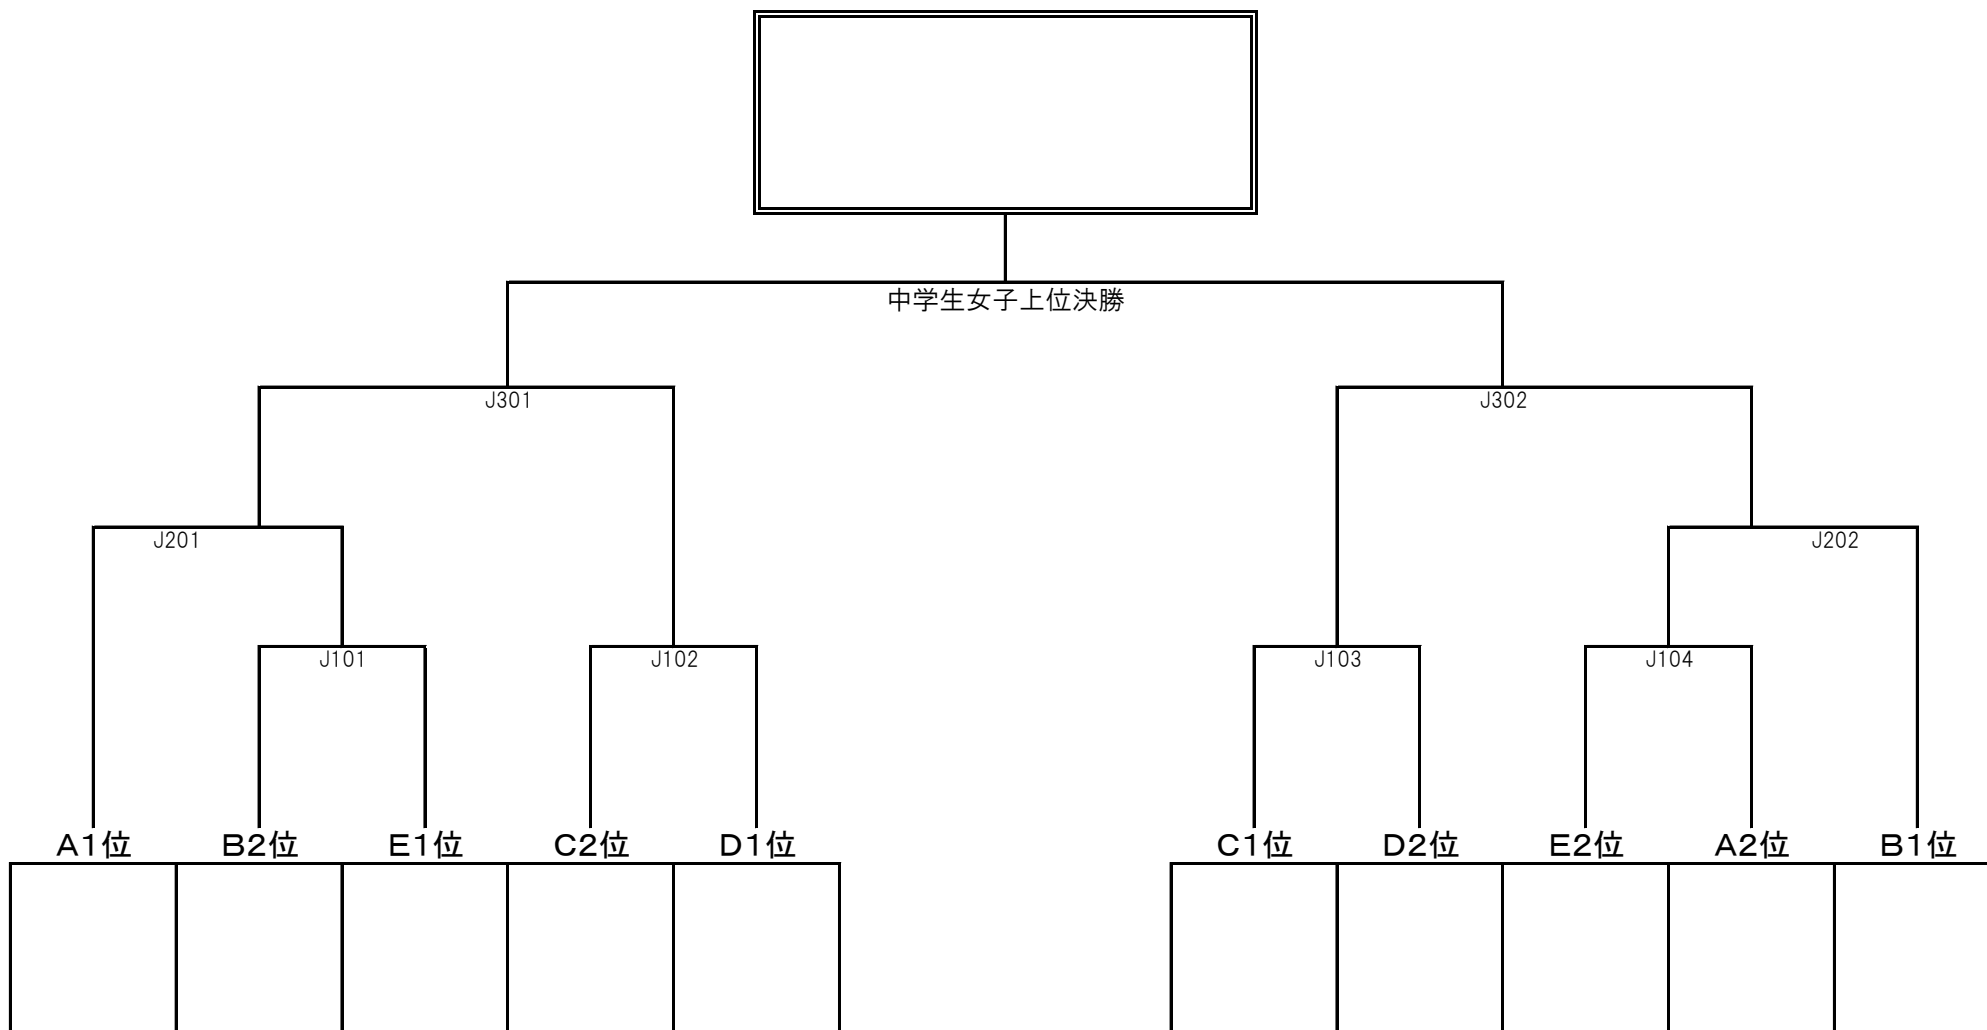 中学生女子上位決勝
J301
J302
J201
J202
J101
J102
J103
J104
A1位 B2位 E1位 C2位 D1位 C1位 D2位 E2位 A2位 B1位